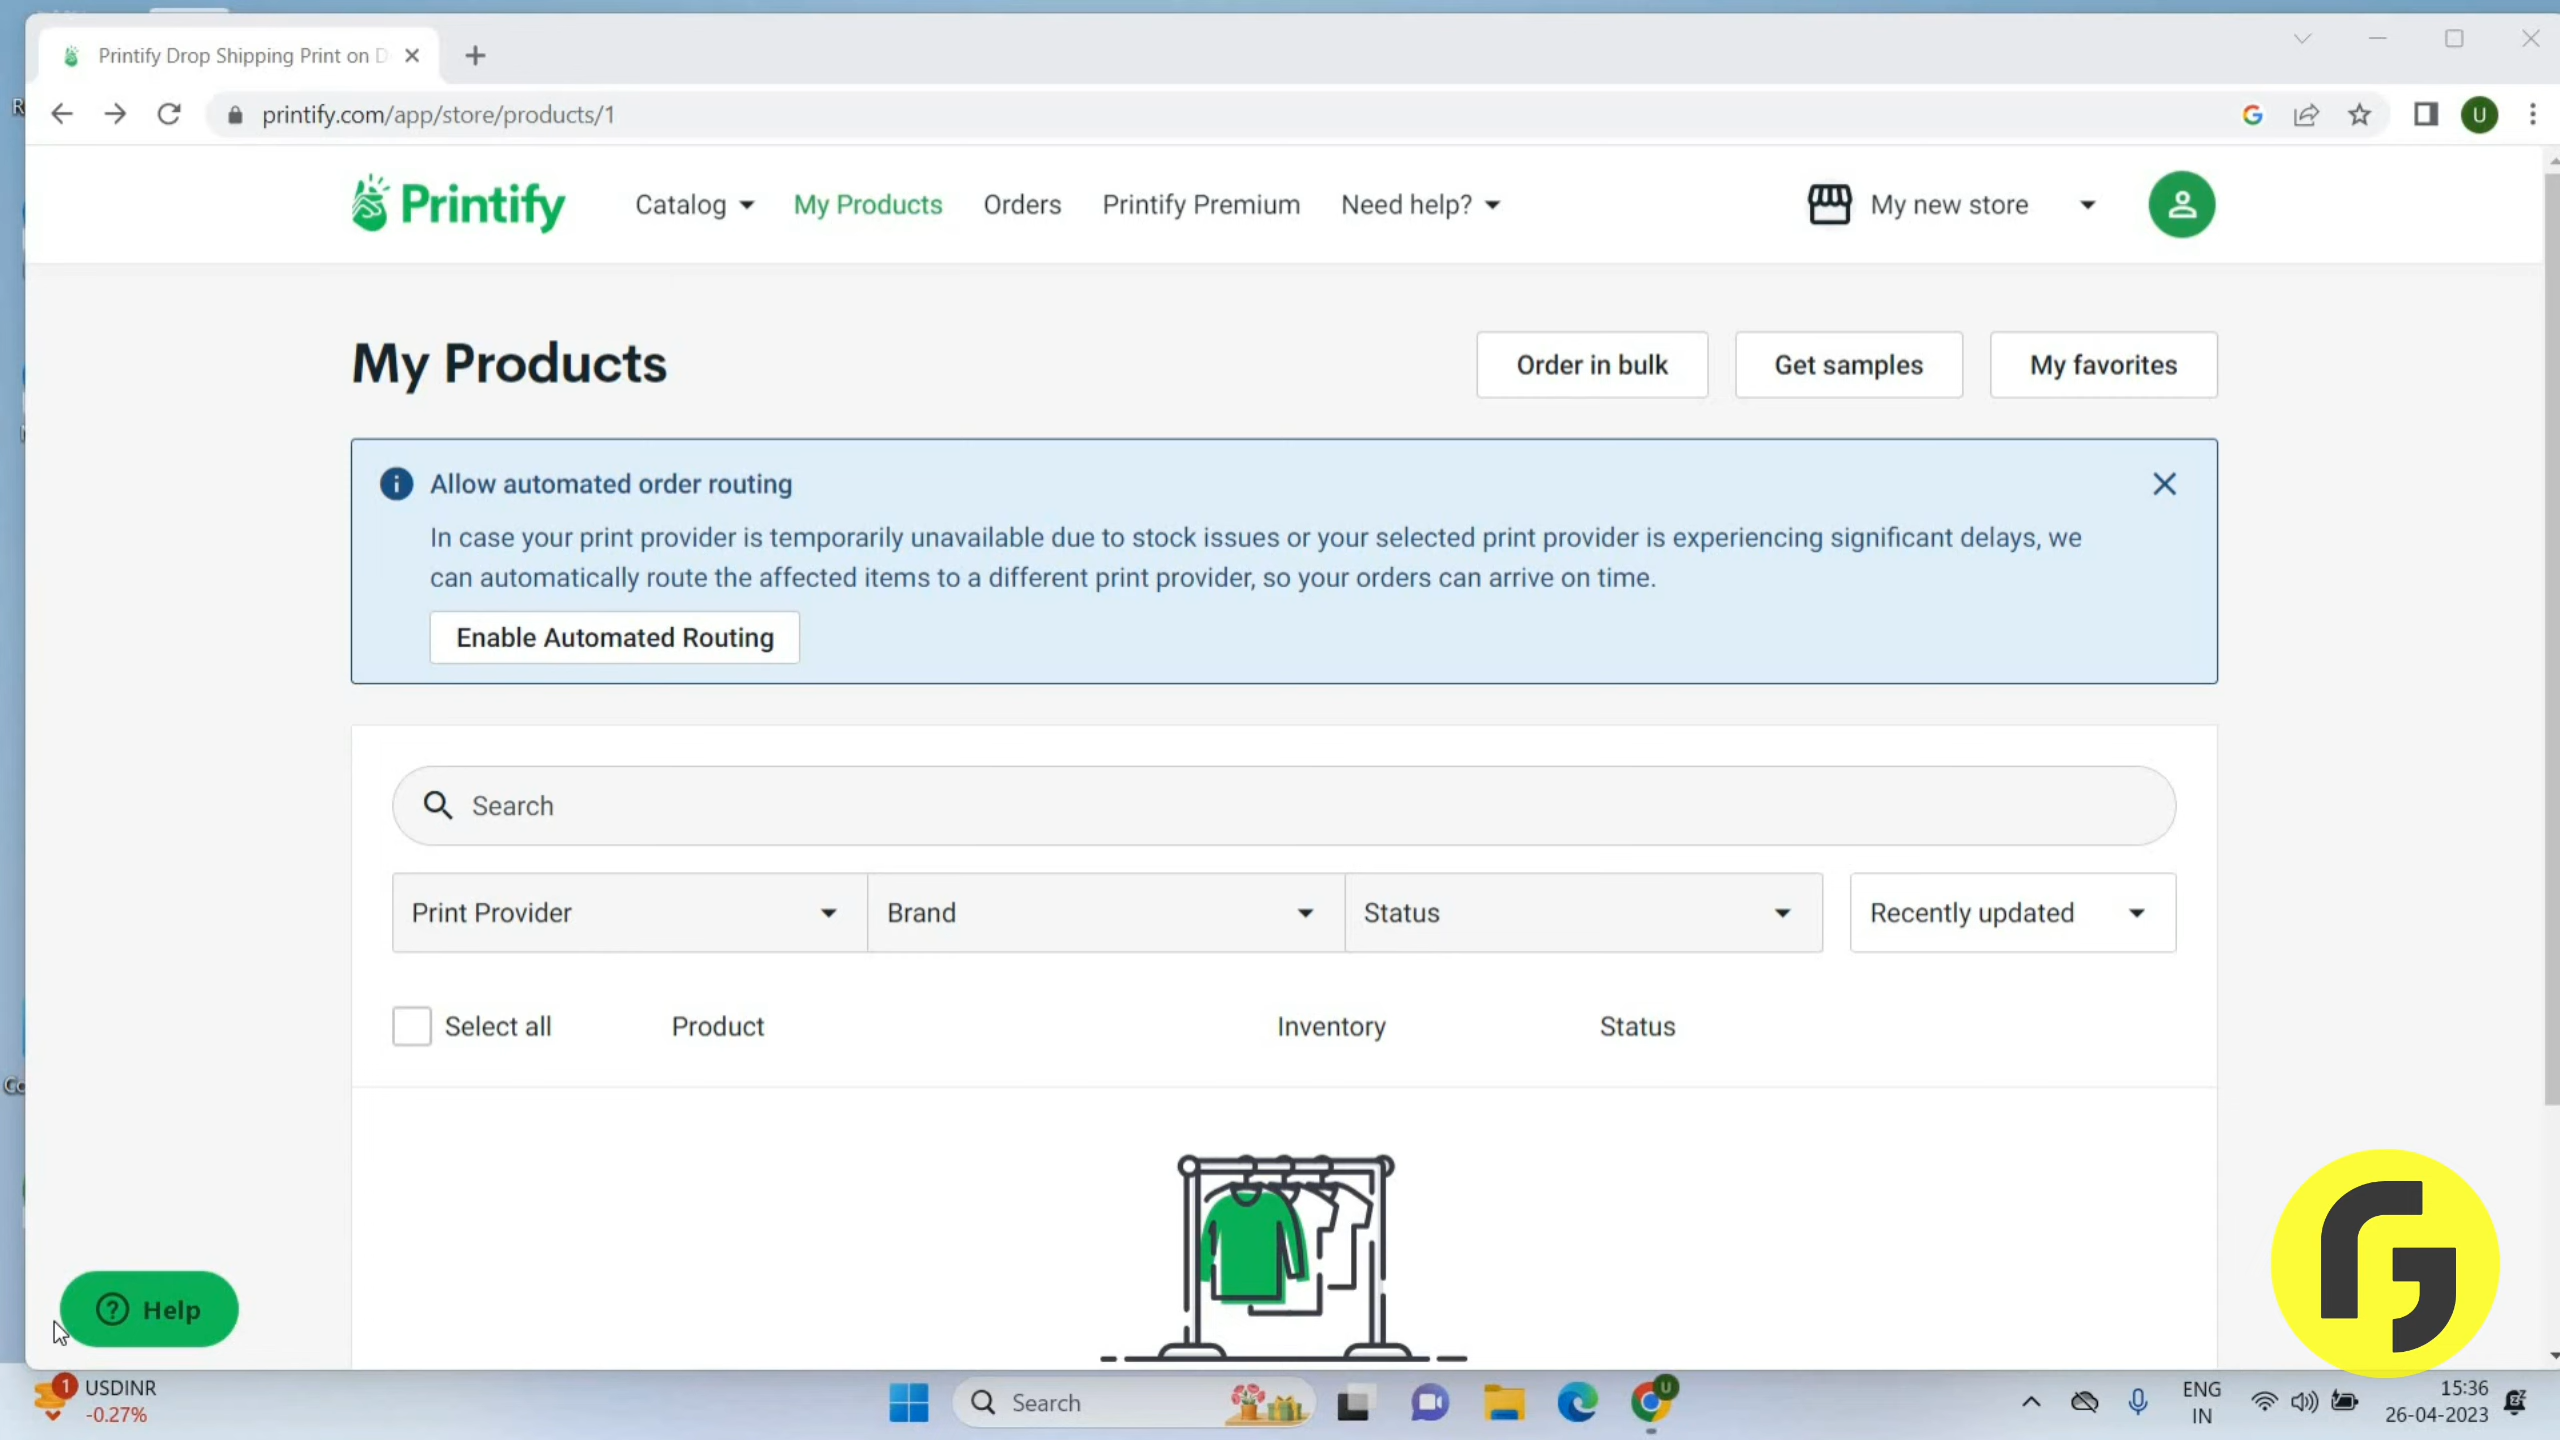 Printify Drop Shipping Print on D
printify.com/app/store/products/1
U
Printify
Catalog
My Products
Orders
Printify Premium
Need help?
My new store
My Products
Order in bulk
Get samples
My favorites
Allow automated order routing
In case your print provider is temporarily unavailable due to stock issues or your selected print provider is experiencing significant delays, we
can automatically route the affected items to a different print provider, so your orders can arrive on time.
Enable Automated Routing
Search
Print Provider
Brand
Status
Recently updated
Select all
Product
Inventory
Status
Help
1
USDINR
-0.27%
Search
U
ENG
IN
15:36
26-04-2023